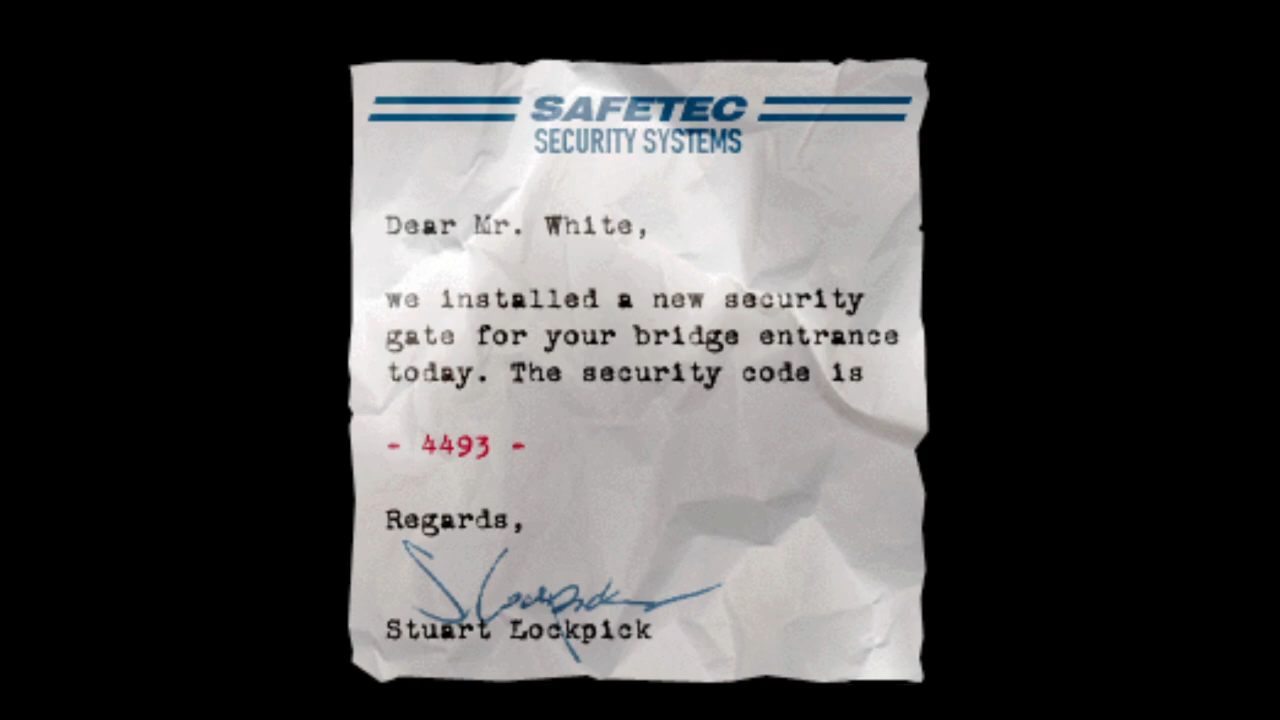 SAFETEC
SECURITY SYSTEMS
Dear Mr. White,
we installed a new security
gate for your bridge entrance
today. The security code is
- 4493 -
Regards,
S Lockpick
Stuart Lockpick